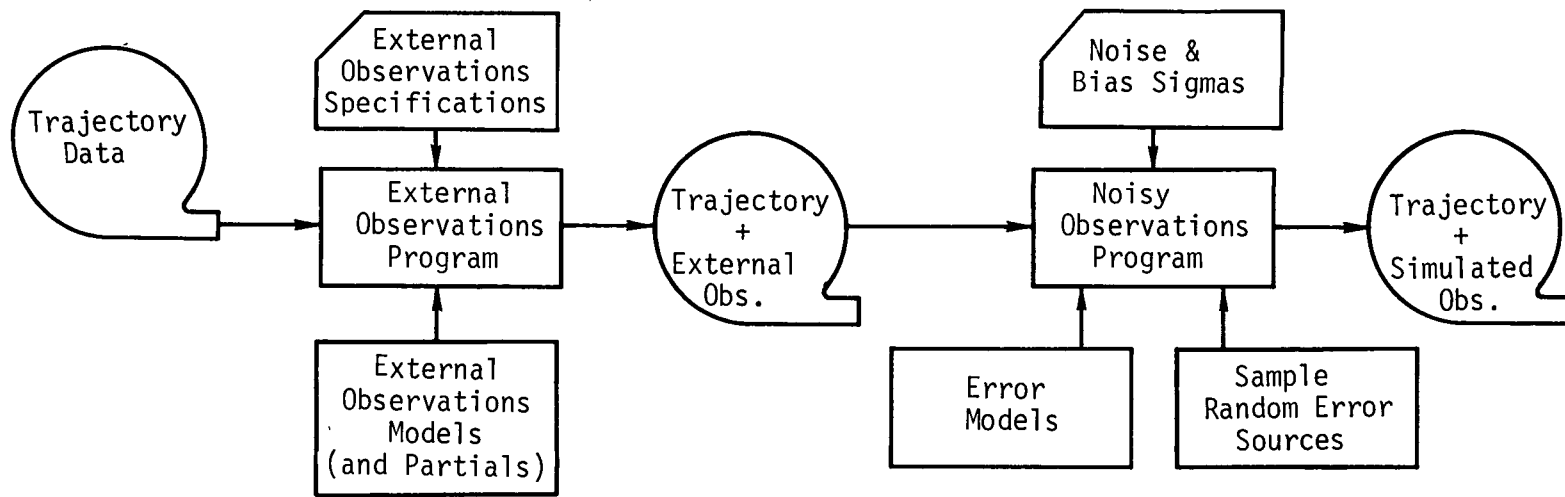 Trajectory
Data
External
Observations
Specifications
External
Observations
Program
External
Observations
Models
(and Partials)
Trajectory
+
External
Obs.
Noise &
Bias Sigmas
Noisy
Observations
Program
Error
Models
Sample
Random Error
Sources
Trajectory
+
Simulated
Obs.